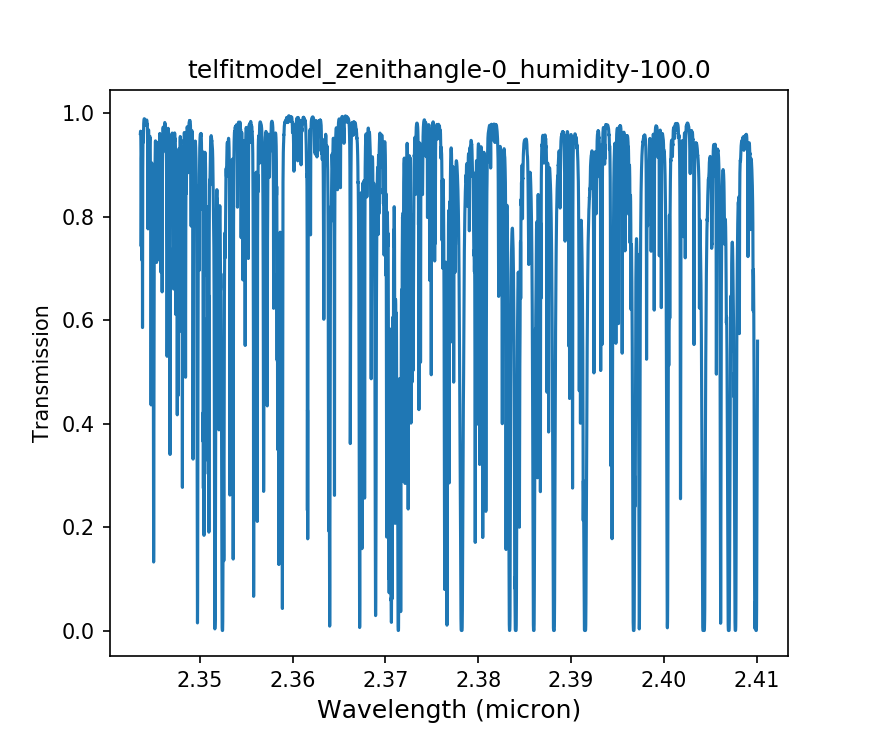 telfitmodel_zenithangle-0_humidity-100.0
1.0
0.8
0.6
0.4
0.2
0.0
Transmission
2.35 2.36 2.37 2.38 2.39 2.40 2.41
Wavelength (micron)